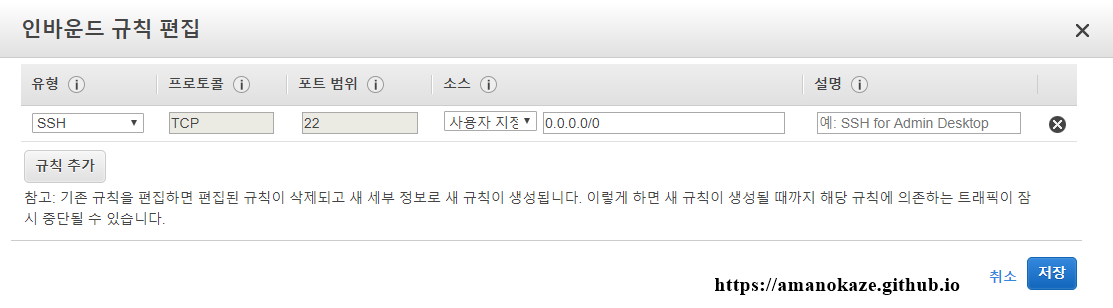 인바운드 규칙 편집
유형 프로토콜 포트 범위 소스 설명
SSH TCP 22 사용자 지정 0.0.0.0/0 예: SSH for Admin Desktop
규칙 추가
참고: 기존 규칙을 편집하면 편집된 규칙이 삭제되고 새 세부 정보로 새 규칙이 생성됩니다. 이렇게 하면 새 규칙이 생성될 때까지 해당 규칙에 의존하는 트래픽이 잠
시 중단될 수 있습니다.
취소 저장
https://amanokaze.github.io